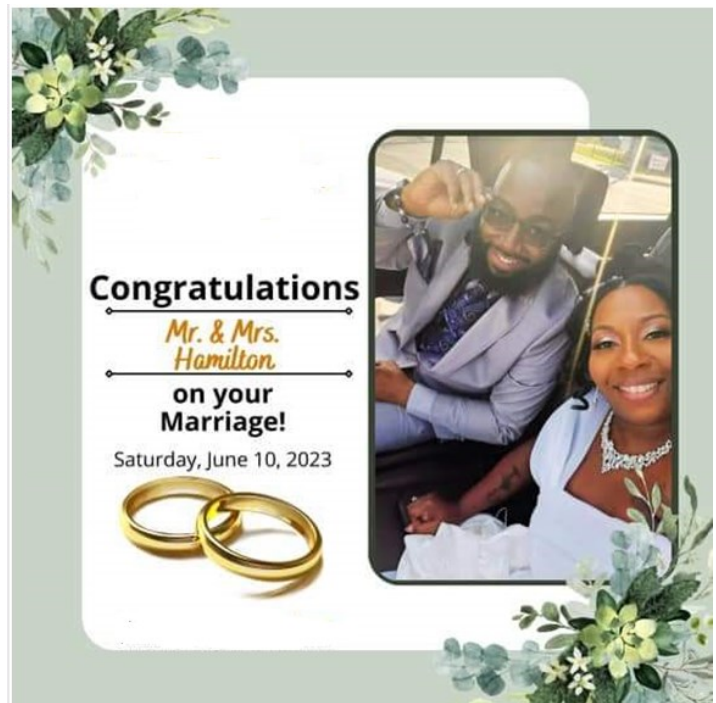 Congratulations
Mr. & Mrs.
Hamilton
on your
Marriage!
Saturday, June 10, 2023